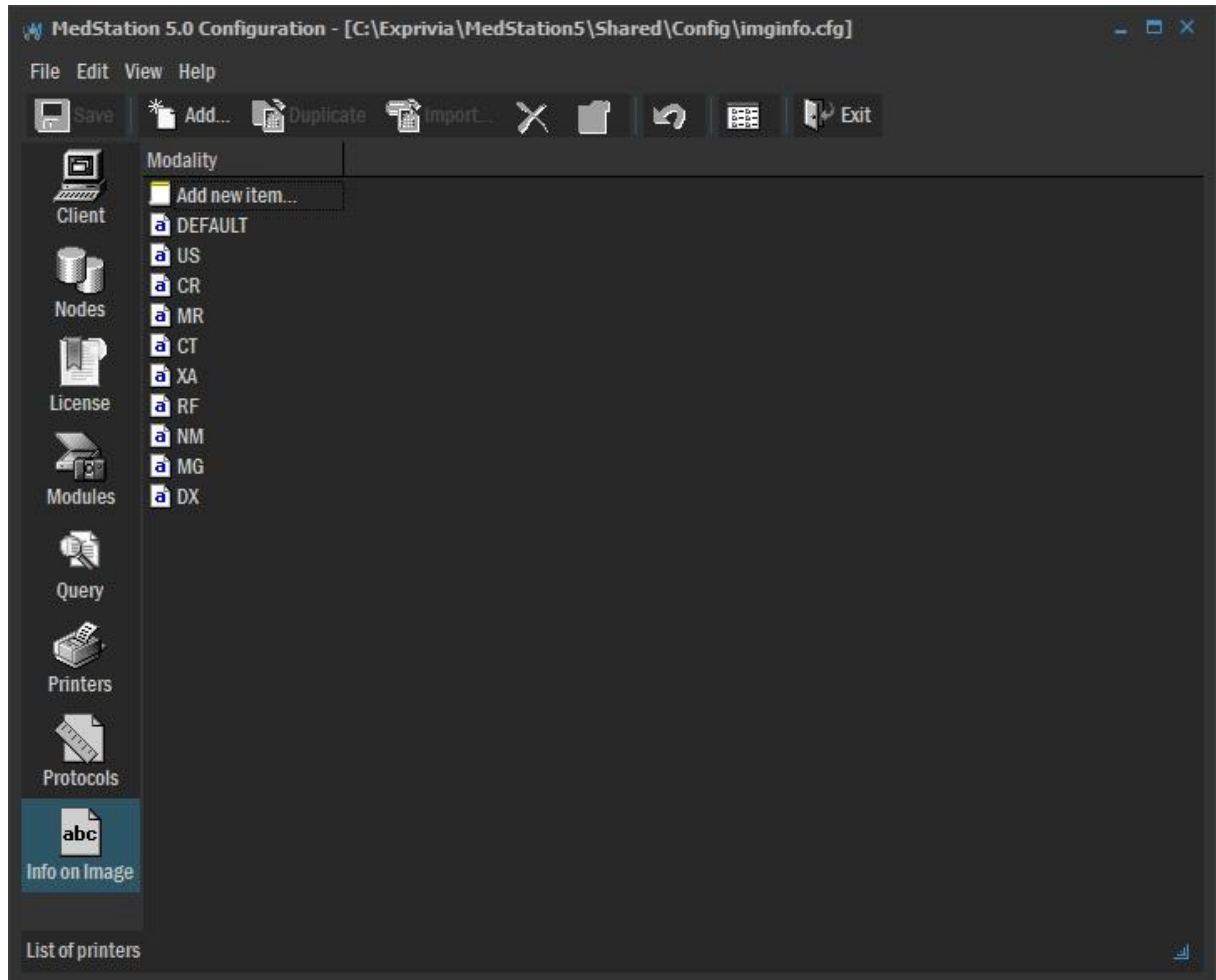 MedStation 5.0 Configuration - [C:\Exprivia\MedStation5\Shared\Config\imginfo.cfg]
File Edit View Help
Save Add... Duplicate Import... Exit
Client
Nodes
License
Modules
Query
Printers
Protocols
abc
Info on Image
Modality
Add new item...
a DEFAULT
a US
a CR
a MR
a CT
a XA
a RF
a NM
a MG
a DX
List of printers